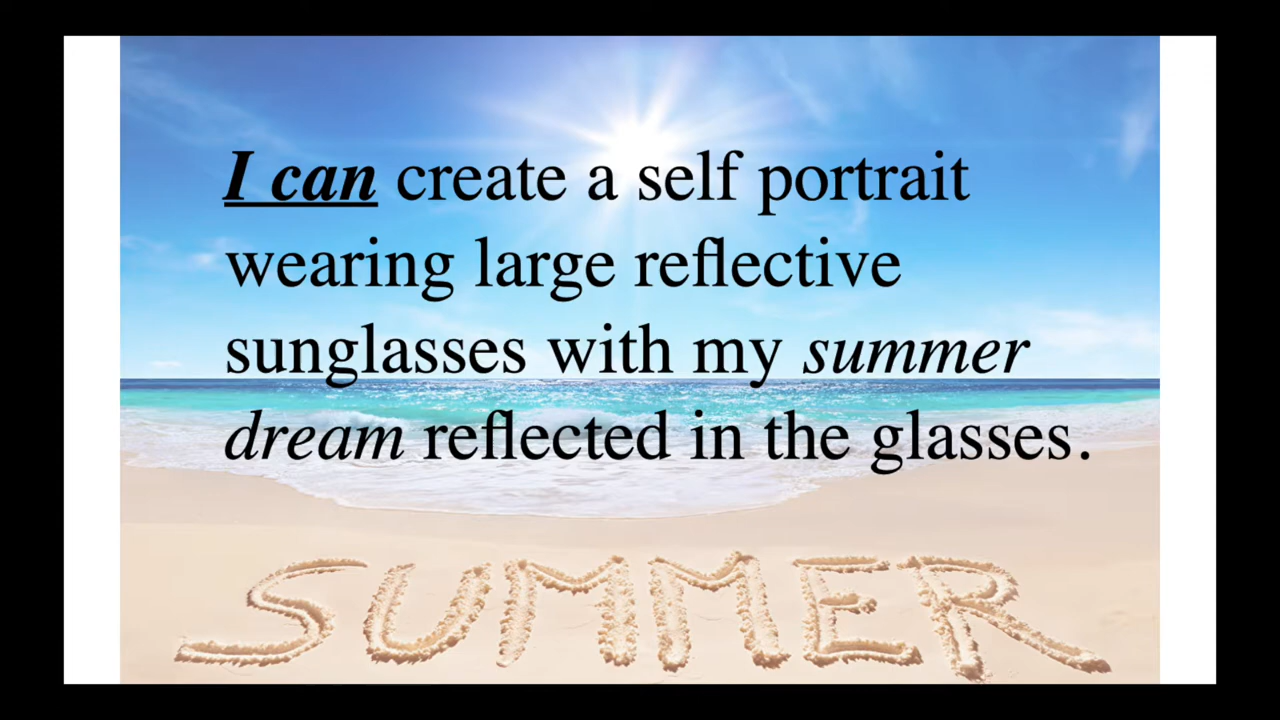 I can create a self portrait
wearing large reflective
sunglasses with my summer
dream reflected in the glasses.
SUMMER